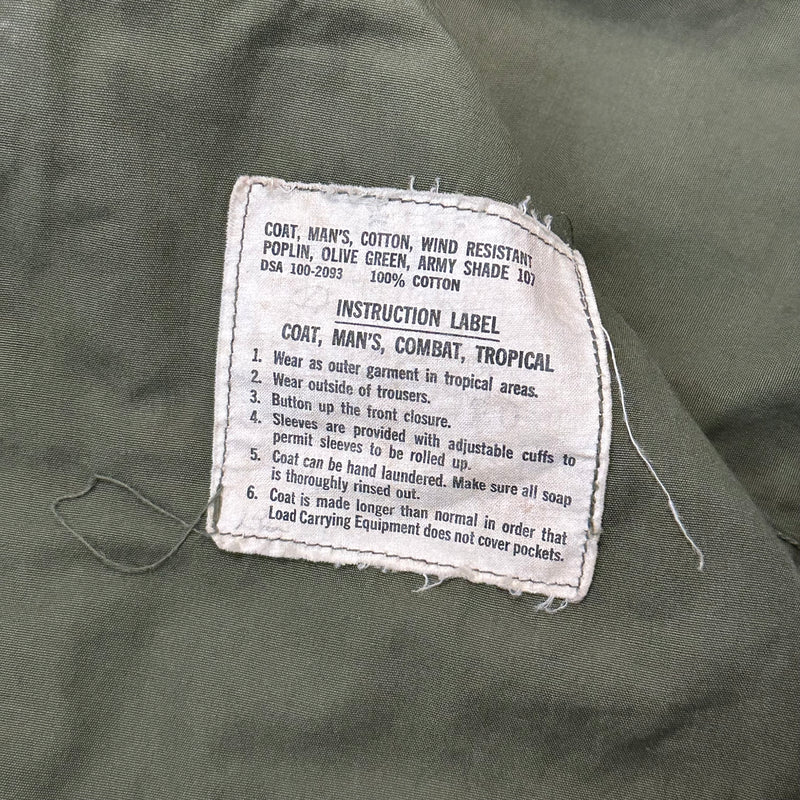 COAT, MAN'S, COTTON, WIND RESISTANT
POPLIN, OLIVE GREEN, ARMY SHADE 107
DSA 100-2093 100% COTTON
INSTRUCTION LABEL
COAT, MAN'S, COMBAT, TROPICAL
1. Wear as outer garment in tropical areas.
2. Wear outside of trousers.
3. Button up the front closure.
4. Sleeves are provided with adjustable cuffs to
permit sleeves to be rolled up.
5. Coat can be hand laundered. Make sure all soap
is thoroughly rinsed out.
6. Coat is made longer than normal in order that
Load Carrying Equipment does not cover pockets.